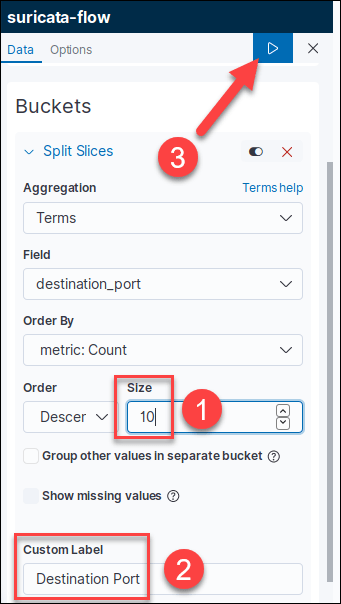 suricata-flow
Data Options
Buckets
Split Slices
Aggregation Terms help
Terms
Field
destination_port
Order By
metric: Count
Order Size
Descer 10
Group other values in separate bucket
Show missing values
Custom Label
Destination Port
1
2
3